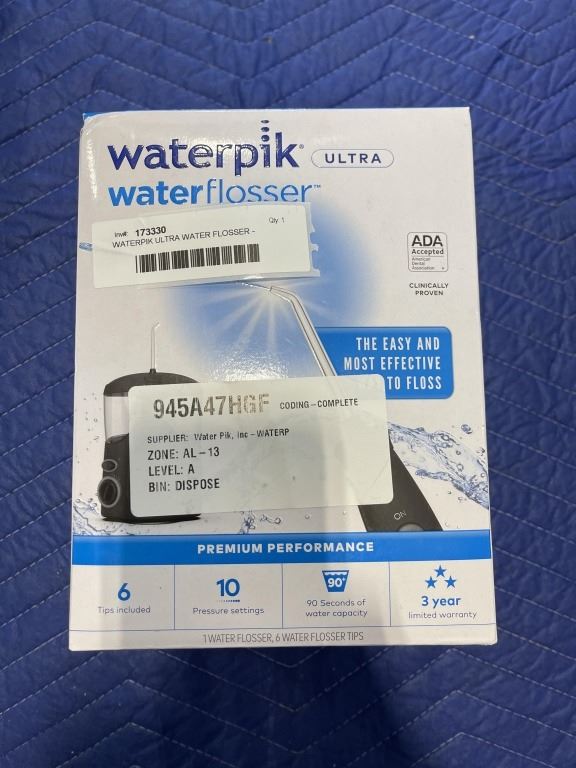 waterpik® ULTRA
waterflosser™
Inv#: 173330 Qty: 1
WATERPIK ULTRA WATER FLOSSER -
ADA
Accepted
American
Dental
Association
CLINICALLY
PROVEN
THE EASY AND
MOST EFFECTIVE
TO FLOSS
945A47HGF CODING-COMPLETE
SUPPLIER: Water Pik, Inc - WATERP
ZONE: AL-13
LEVEL: A
BIN: DISPOSE
ON
PREMIUM PERFORMANCE
6
Tips included
10
Pressure settings
90+
90 Seconds of
water capacity
3 year
limited warranty
1 WATER FLOSSER, 6 WATER FLOSSER TIPS